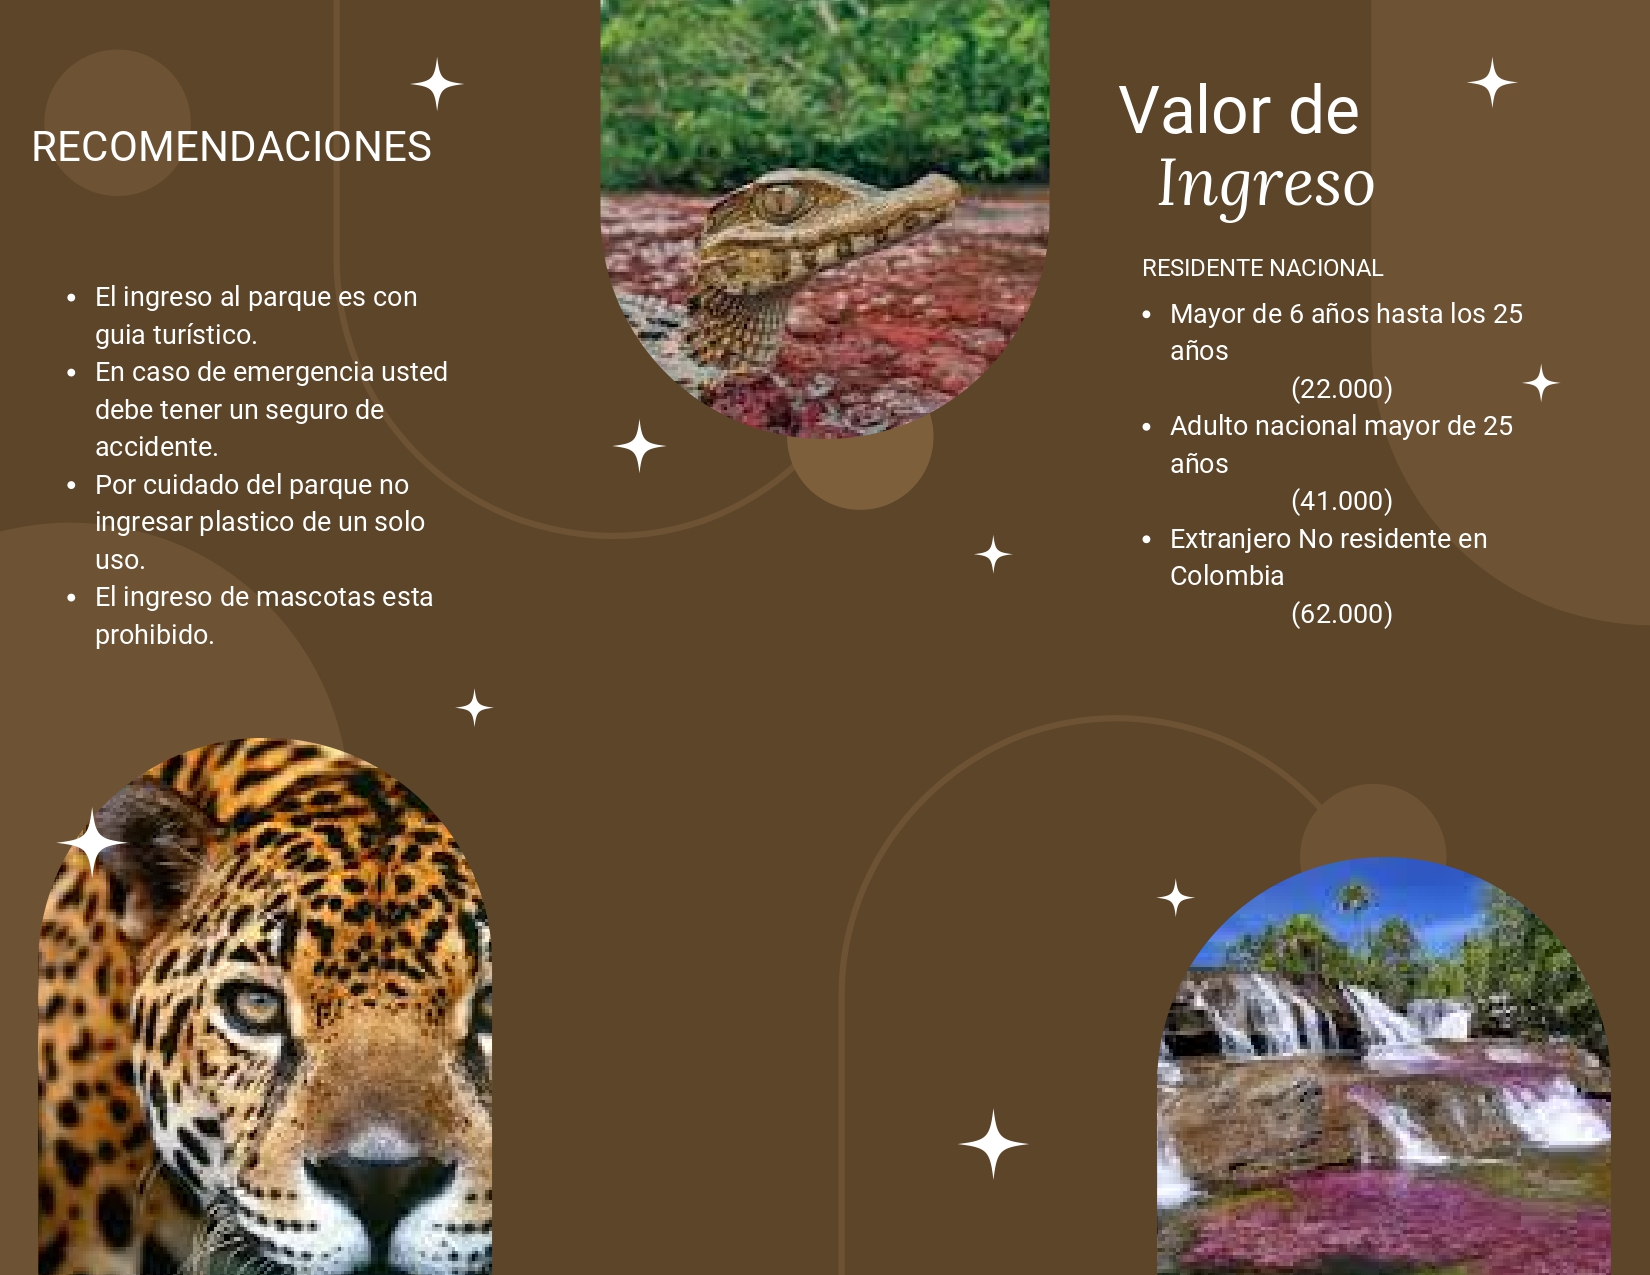 RECOMENDACIONES
• El ingreso al parque es con
guia turístico.
• En caso de emergencia usted
debe tener un seguro de
accidente.
• Por cuidado del parque no
ingresar plastico de un solo
uso.
• El ingreso de mascotas esta
prohibido.
Valor de
Ingreso
RESIDENTE NACIONAL
• Mayor de 6 años hasta los 25
años
(22.000)
• Adulto nacional mayor de 25
años
(41.000)
• Extranjero No residente en
Colombia
(62.000)